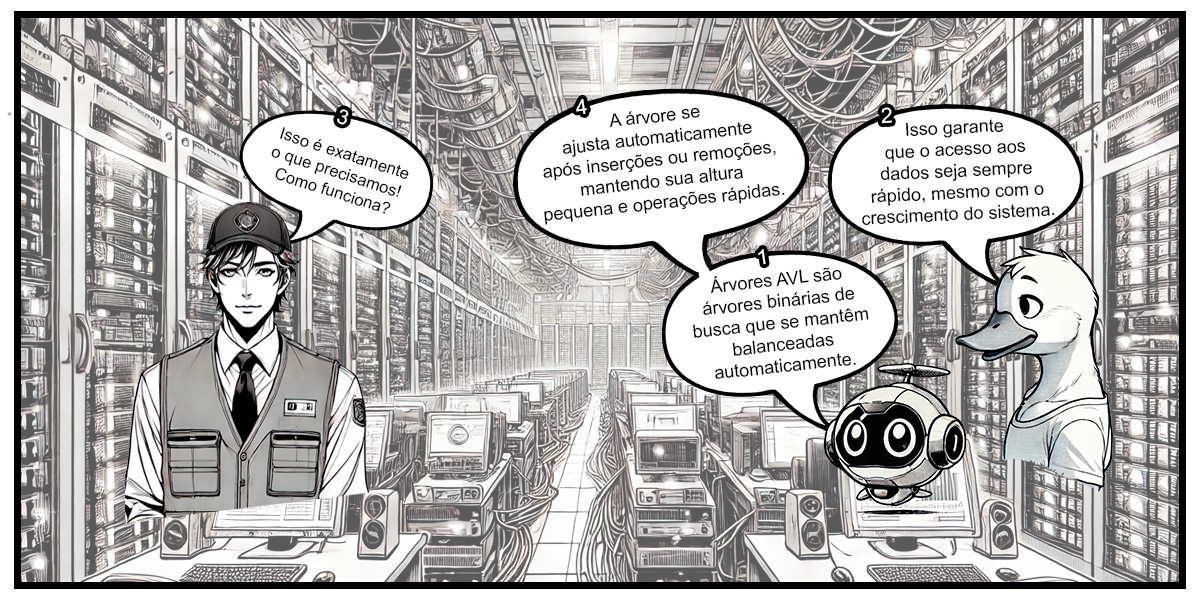 1
Árvores AVL são
árvores binárias de
busca que se mantêm
balanceadas
automaticamente.
2
Isso garante
que o acesso aos
dados seja sempre
rápido, mesmo com o
crescimento do sistema.
3
Isso é exatamente
o que precisamos!
Como funciona?
4
A árvore se
ajusta automaticamente
após inserções ou remoções,
mantendo sua altura
pequena e operações rápidas.